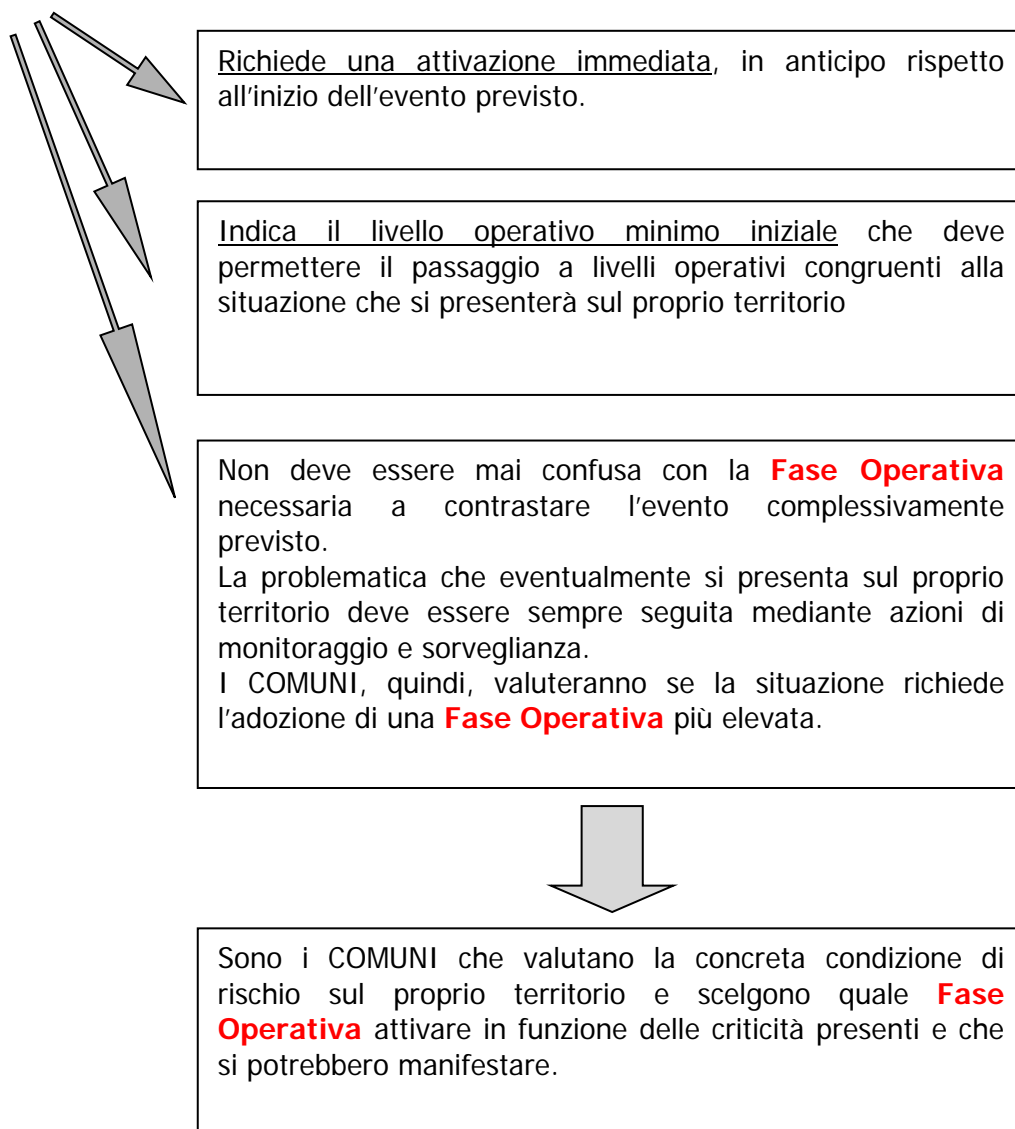 Richiede una attivazione immediata, in anticipo rispetto
all'inizio dell'evento previsto.
Indica il livello operativo minimo iniziale che deve
permettere il passaggio a livelli operativi congruenti alla
situazione che si presenterà sul proprio territorio
Non deve essere mai confusa con la Fase Operativa
necessaria a contrastare l'evento complessivamente
previsto.
La problematica che eventualmente si presenta sul proprio
territorio deve essere sempre seguita mediante azioni di
monitoraggio e sorveglianza.
I COMUNI, quindi, valuteranno se la situazione richiede
l'adozione di una Fase Operativa più elevata.
Sono i COMUNI che valutano la concreta condizione di
rischio sul proprio territorio e scelgono quale Fase
Operativa attivare in funzione delle criticità presenti e che
si potrebbero manifestare.